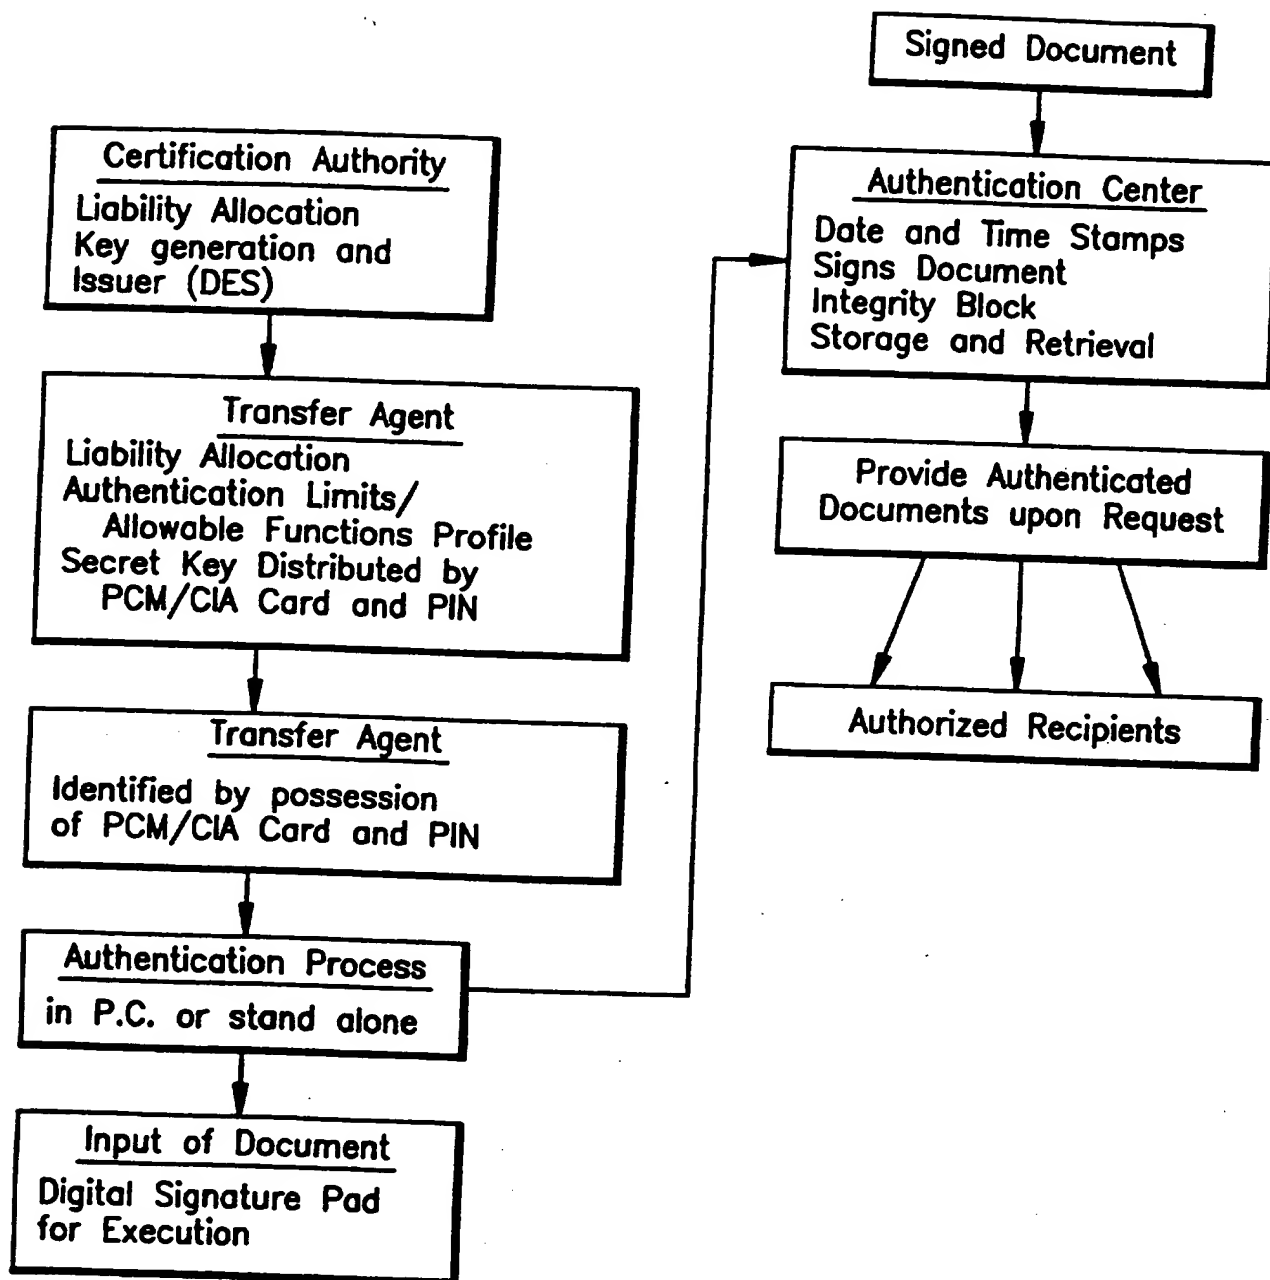 Certification Authority
Liability Allocation
Key generation and
Issuer (DES)
Transfer Agent
Liability Allocation
Authentication Limits/
Allowable Functions Profile
Secret Key Distributed by
PCM/CIA Card and PIN
Transfer Agent
Identified by possession
of PCM/CIA Card and PIN
Authentication Process
in P.C. or stand alone
Input of Document
Digital Signature Pad
for Execution
Signed Document
Authentication Center
Date and Time Stamps
Signs Document
Integrity Block
Storage and Retrieval
Provide Authenticated
Documents upon Request
Authorized Recipients